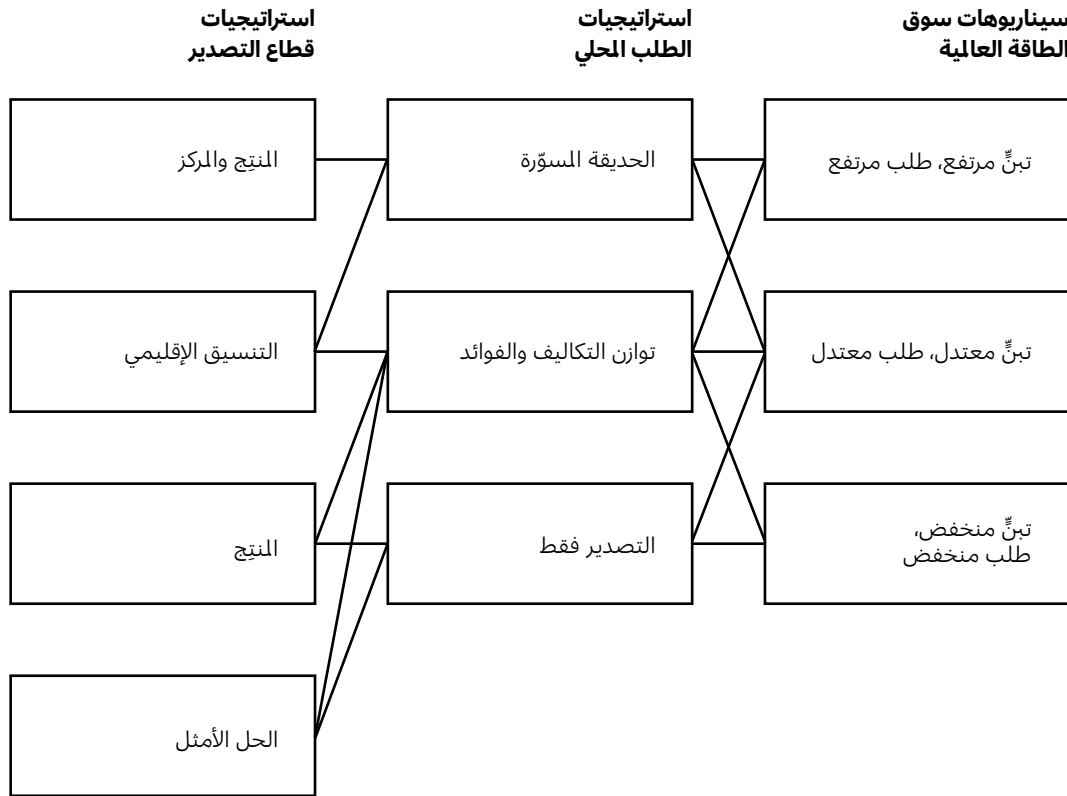 سيناريوهات سوق
الطاقة العالمية
استراتيجيات
الطلب المحلي
استراتيجيات
قطاع التصدير
تبنٍّ مرتفع، طلب مرتفع
الحديقة المسوّرة
المنتِج والمركز
تبنٍّ معتدل، طلب معتدل
توازن التكاليف والفوائد
التنسيق الإقليمي
تبنٍّ منخفض،
طلب منخفض
التصدير فقط
المنتِج
الحل الأمثل